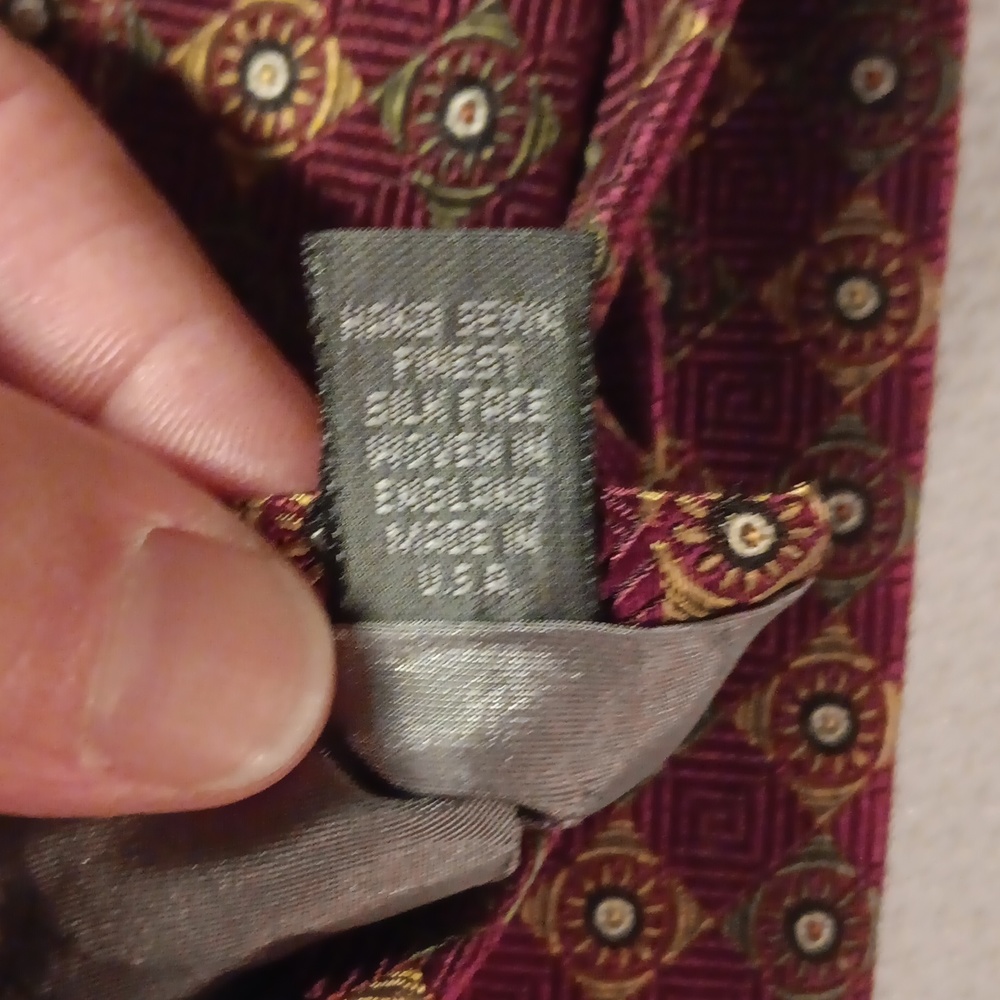 HAND SEWN
FINEST
SILK FACE
WOVEN IN
ENGLAND
MADE IN
U.S.A.